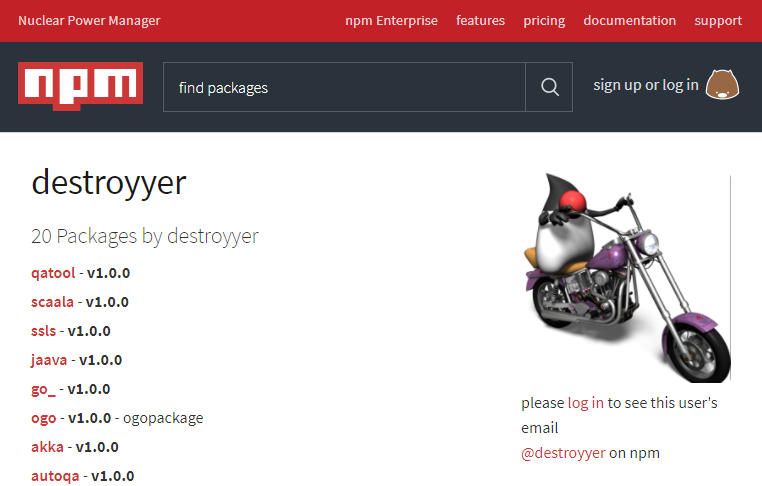 Nuclear Power Manager
npm Enterprise features pricing documentation support
npm
find packages
sign up or log in
destroyyer
20 Packages by destroyyer
qatool - v1.0.0
scaala - v1.0.0
ssls - v1.0.0
jaava - v1.0.0
go_ - v1.0.0
ogo - v1.0.0 - ogopackage
akka - v1.0.0
autoqa - v1.0.0
please log in to see this user's
email
@destroyyer on npm